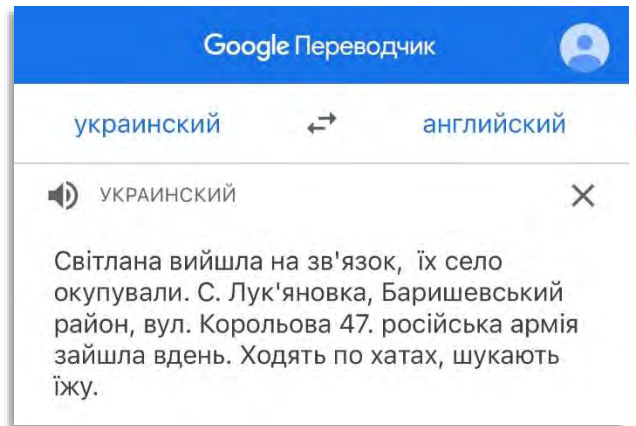 Google Переводчик
украинский английский
УКРАИНСКИЙ
Світлана вийшла на зв'язок, їх село
окупували. С. Лук'яновка, Баришевський
район, вул. Корольова 47. російська армія
зайшла вдень. Ходять по хатах, шукають
їжу.